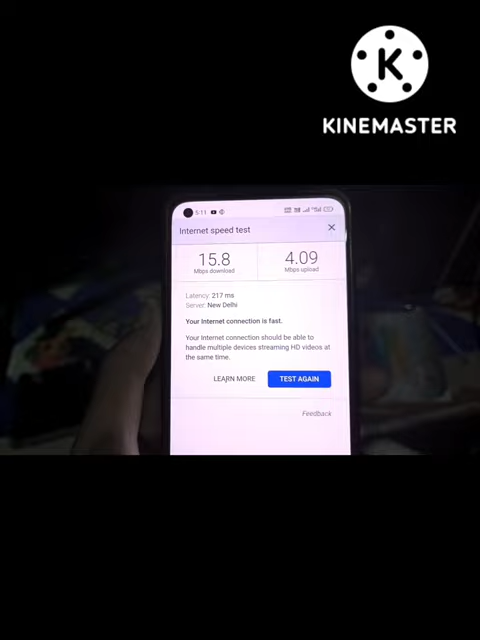 K
KINEMASTER
5:11
Internet speed test
15.8
Mbps download
4.09
Mbps upload
Latency: 217 ms
Server: New Delhi
Your Internet connection is fast.
Your Internet connection should be able to
handle multiple devices streaming HD videos at
the same time.
LEARN MORE
TEST AGAIN
Feedback